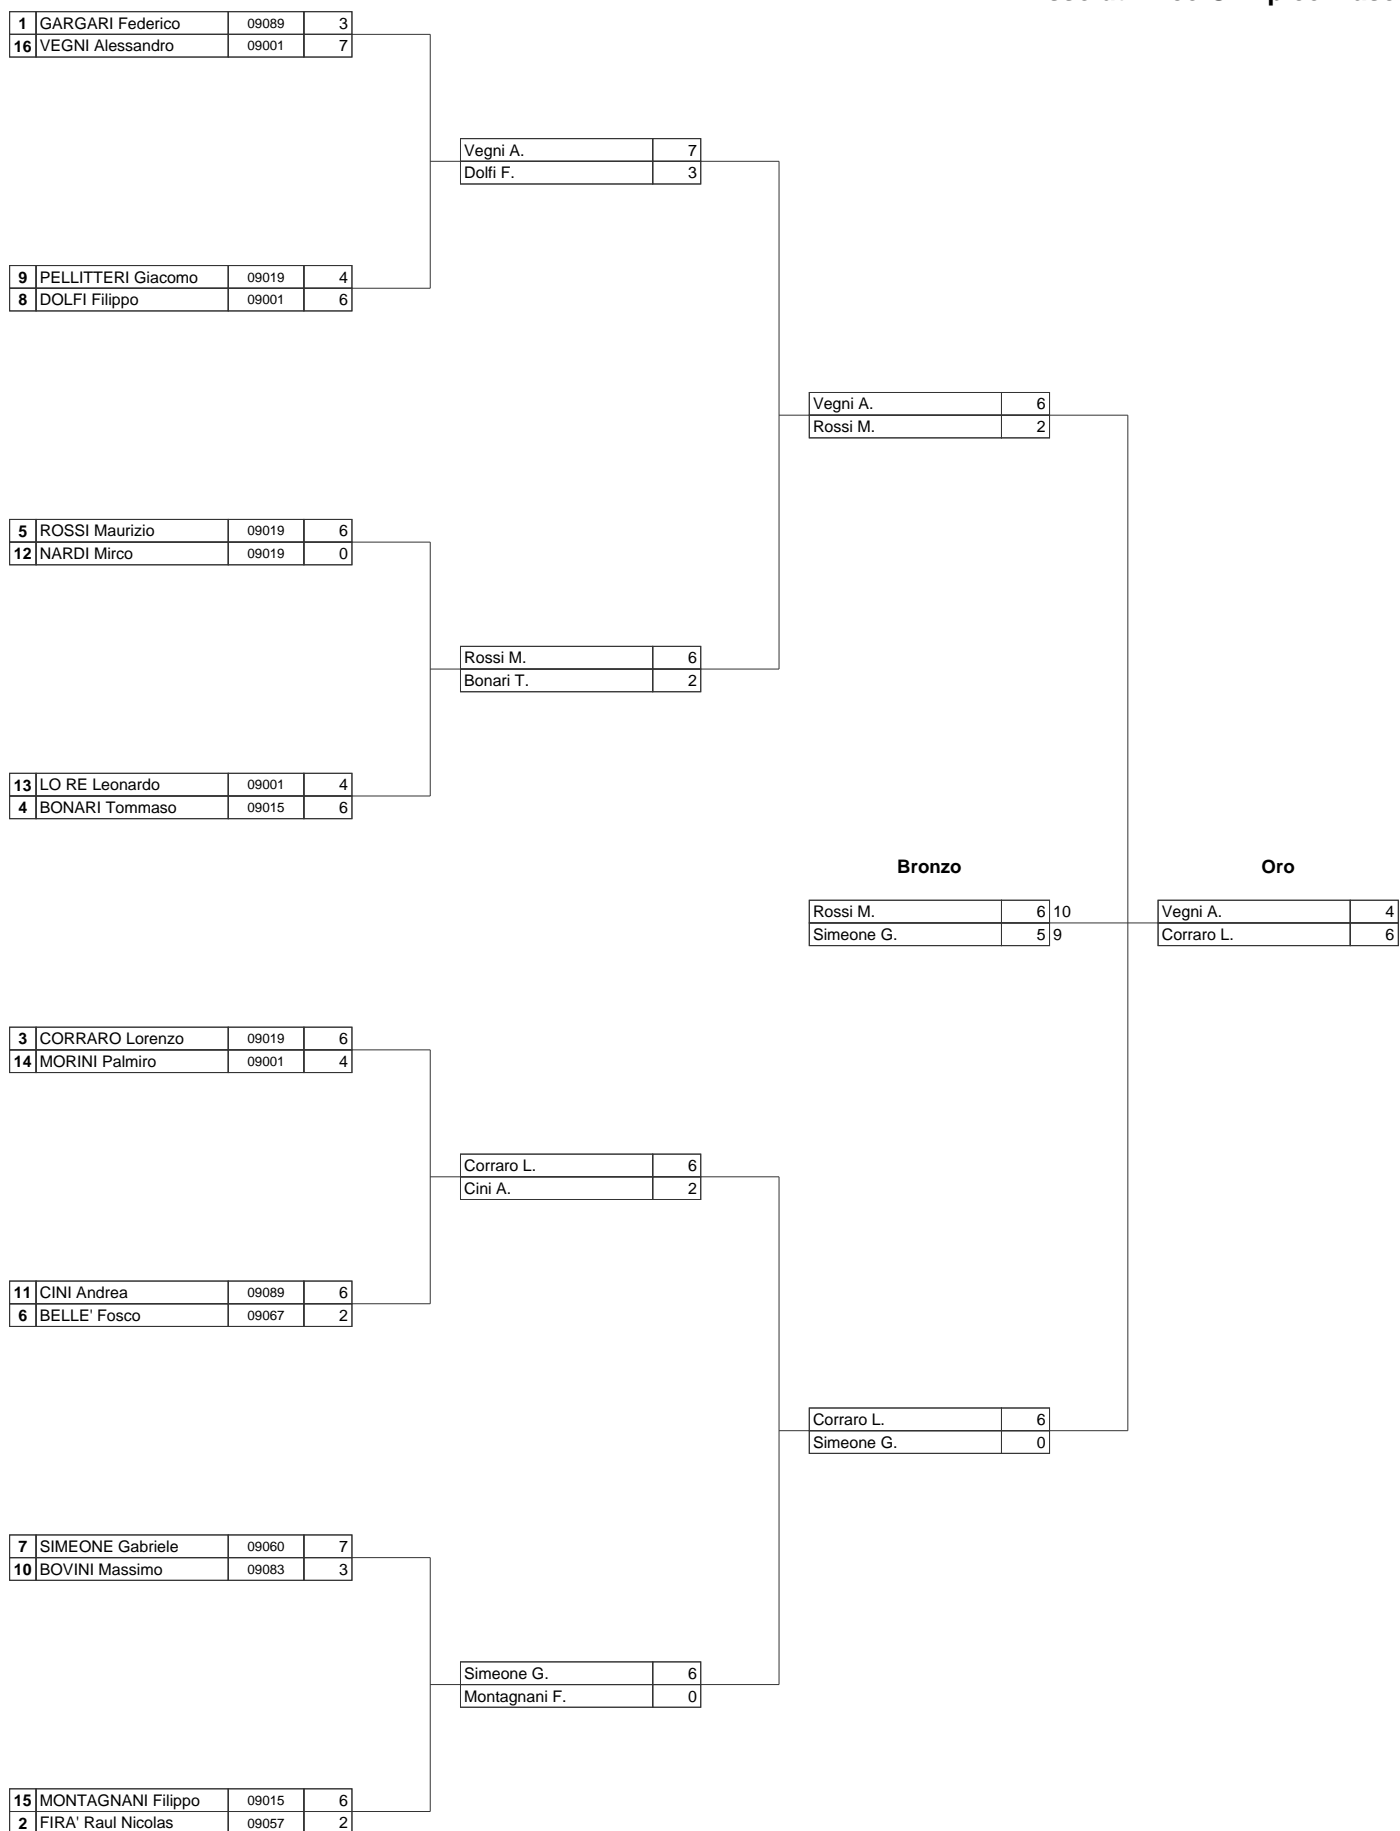 1 GARGARI Federico 09089 3
16 VEGNI Alessandro 09001 7
Vegni A. 7
Dolfi F. 3
9 PELLITTERI Giacomo 09019 4
8 DOLFI Filippo 09001 6
Vegni A. 6
Rossi M. 2
5 ROSSI Maurizio 09019 6
12 NARDI Mirco 09019 0
Rossi M. 6
Bonari T. 2
13 LO RE Leonardo 09001 4
4 BONARI Tommaso 09015 6
Bronzo Oro
Rossi M. 6 10 Vegni A. 4
Simeone G. 5 9 Corraro L. 6
3 CORRARO Lorenzo 09019 6
14 MORINI Palmiro 09001 4
Corraro L. 6
Cini A. 2
11 CINI Andrea 09089 6
6 BELLE' Fosco 09067 2
Corraro L. 6
Simeone G. 0
7 SIMEONE Gabriele 09060 7
10 BOVINI Massimo 09083 3
Simeone G. 6
Montagnani F. 0
15 MONTAGNANI Filippo 09015 6
2 FIRA' Raul Nicolas 09057 2